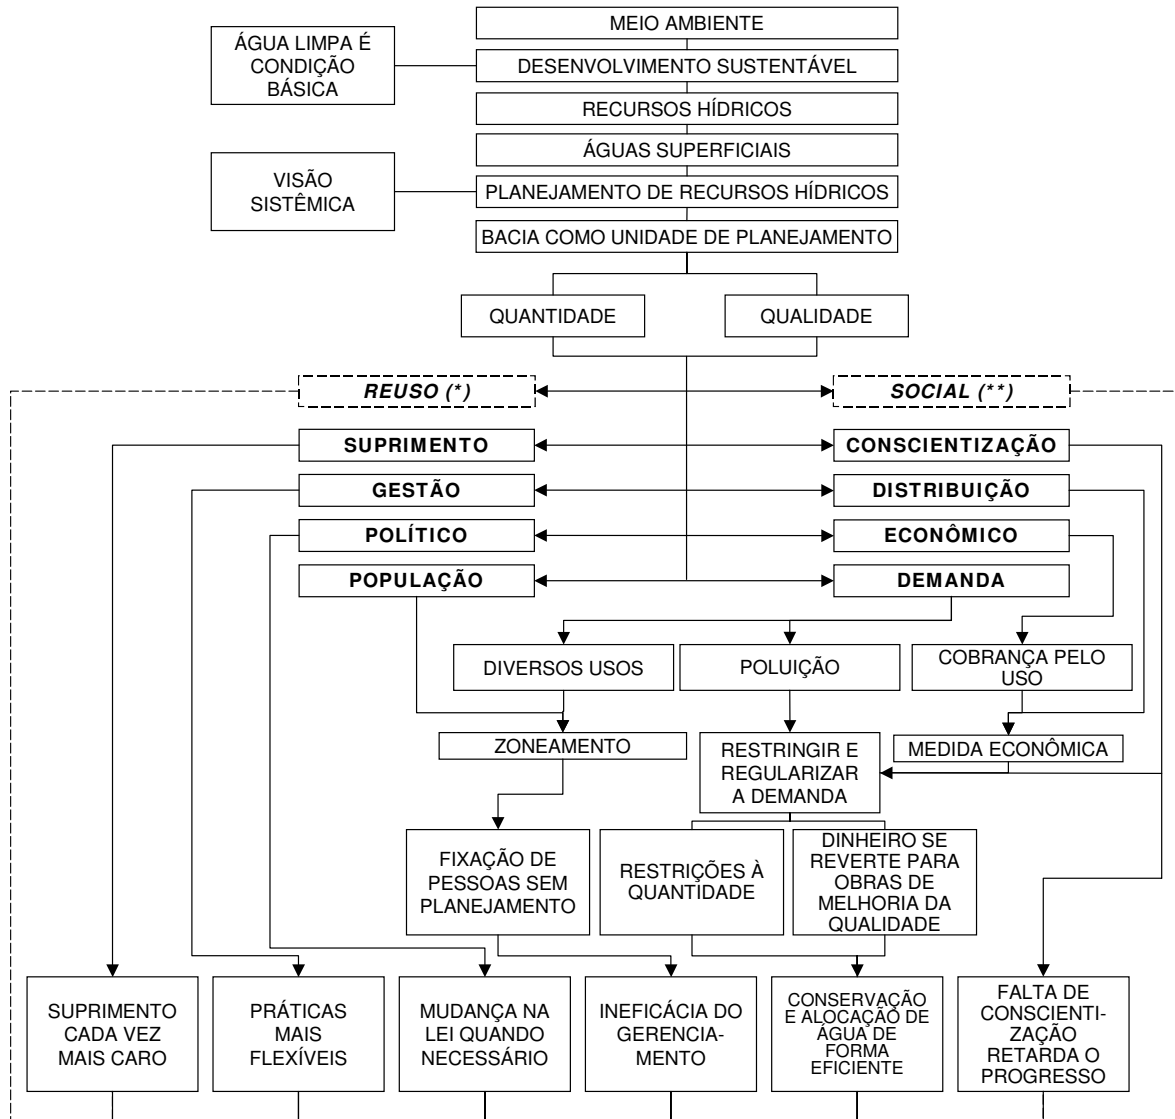 MEIO AMBIENTE
ÁGUA LIMPA É
CONDIÇÃO
BÁSICA
DESENVOLVIMENTO SUSTENTÁVEL
RECURSOS HÍDRICOS
ÁGUAS SUPERFICIAIS
VISÃO
SISTÊMICA
PLANEJAMENTO DE RECURSOS HÍDRICOS
BACIA COMO UNIDADE DE PLANEJAMENTO
QUANTIDADE
QUALIDADE
REUSO (*)
SOCIAL (**)
SUPRIMENTO
CONSCIENTIZAÇÃO
GESTÃO
DISTRIBUIÇÃO
POLÍTICO
ECONÔMICO
POPULAÇÃO
DEMANDA
DIVERSOS USOS
POLUIÇÃO
COBRANÇA PELO
USO
ZONEAMENTO
RESTRINGIR E
REGULARIZAR
A DEMANDA
MEDIDA ECONÔMICA
FIXAÇÃO DE
PESSOAS SEM
PLANEJAMENTO
RESTRIÇÕES À
QUANTIDADE
DINHEIRO SE
REVERTE PARA
OBRAS DE
MELHORIA DA
QUALIDADE
SUPRIMENTO
CADA VEZ
MAIS CARO
PRÁTICAS
MAIS
FLEXÍVEIS
MUDANÇA NA
LEI QUANDO
NECESSÁRIO
INEFICÁCIA DO
GERENCIA-
MENTO
CONSERVAÇÃO
E ALOCAÇÃO DE
ÁGUA DE
FORMA
EFICIENTE
FALTA DE
CONSCIENTI-
ZAÇÃO
RETARDA O
PROGRESSO